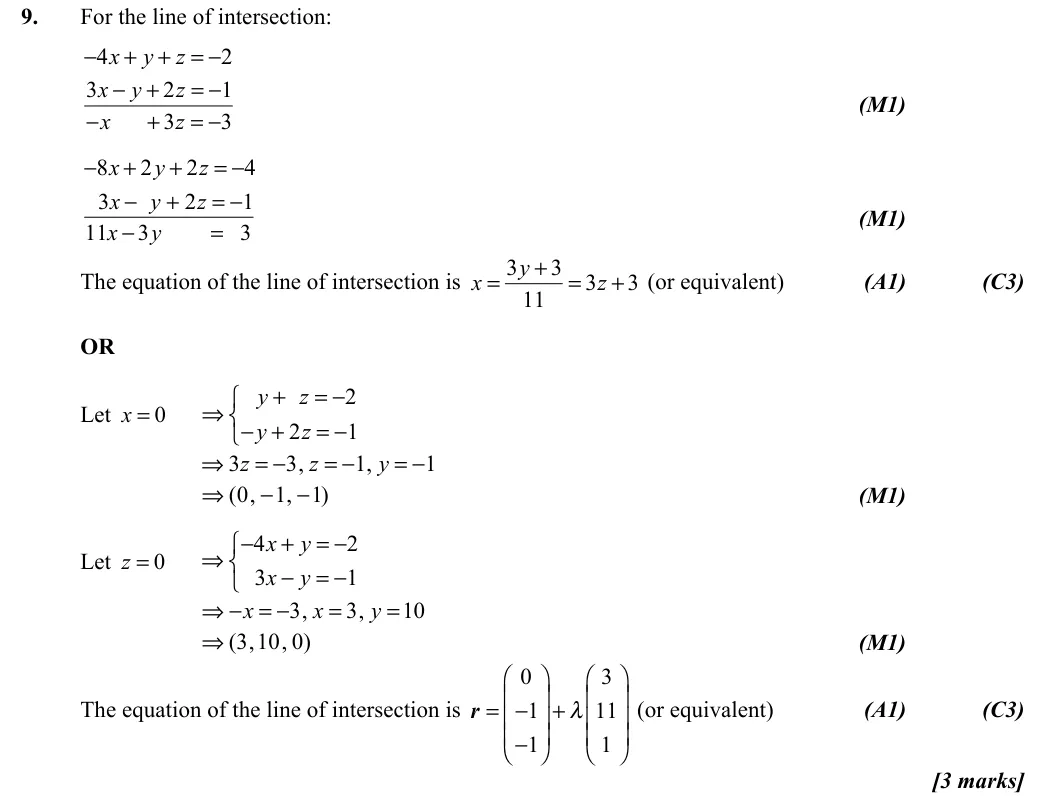 9. For the line of intersection:
−4x + y + z = −2
3x − y + 2z = −1
(M1)
−x + 3z = −3
−8x + 2y + 2z = −4
3x − y + 2z = −1
(M1)
11x − 3y = 3
The equation of the line of intersection is x = (3y + 3)/11 = 3z + 3 (or equivalent) (A1) (C3)
OR
Let x = 0 ⇒ { y + z = −2
−y + 2z = −1
⇒ 3z = −3, z = −1, y = −1
⇒ (0, −1, −1) (M1)
Let z = 0 ⇒ { −4x + y = −2
3x − y = −1
⇒ −x = −3, x = 3, y = 10
⇒ (3, 10, 0) (M1)
The equation of the line of intersection is r = (0 −1 −1) + λ (3 11 1) (or equivalent) (A1) (C3)
[3 marks]